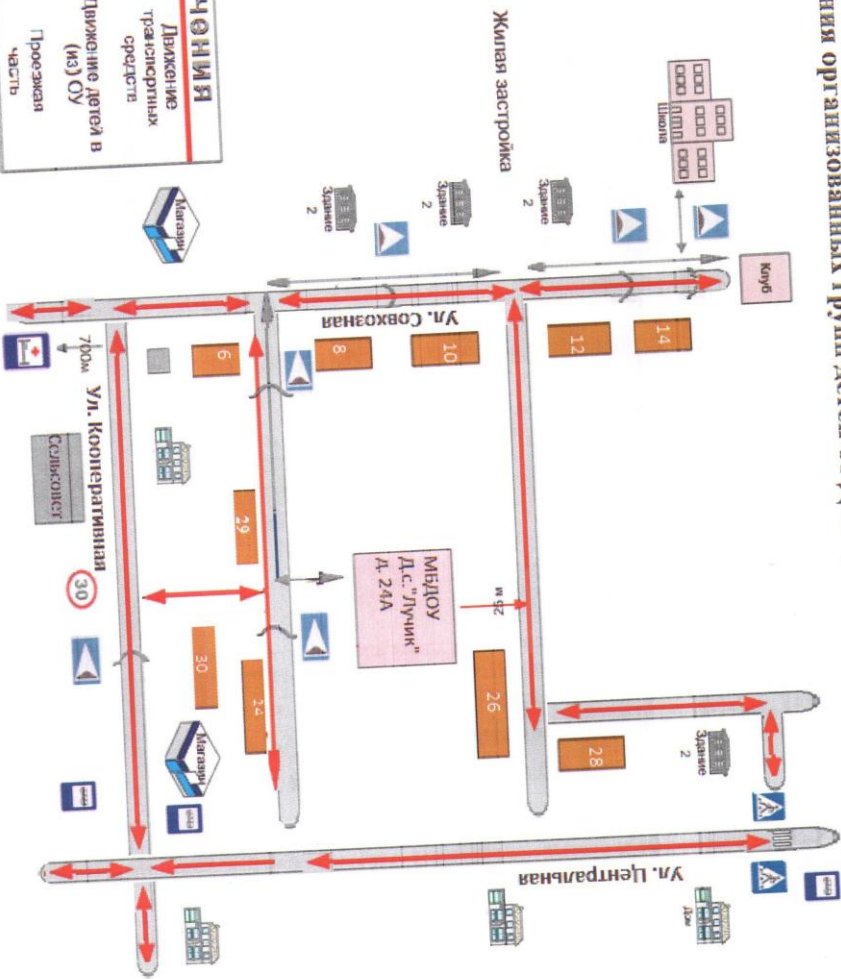 ния организованных групп детей
чения
Движение
транспортных
средств
Движение детей в
(из) ОУ
Проезжая
часть
Жилая застройка
Школа
Клуб
Здание
2
Здание
2
Здание
2
Магазин
Ул. Совхозная
14
12
10
8
6
700м
Ул. Кооперативная
Сельсовет
30
29
МБДОУ
Д.с."Лучик"
д. 24А
25 м
26
28
24
30
Магазин
Здание
2
Ул. Центральная
Дом